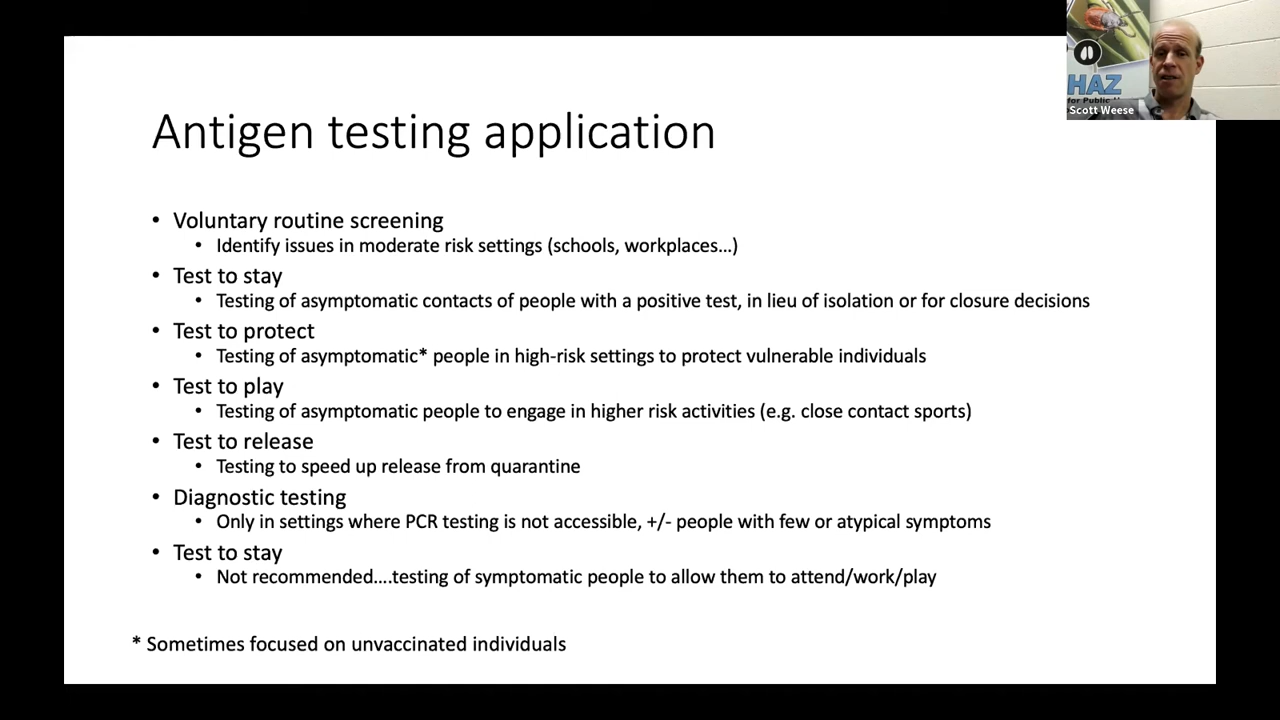 HAZ
for Public
Scott Weese
Antigen testing application
• Voluntary routine screening
• Identify issues in moderate risk settings (schools, workplaces...)
• Test to stay
• Testing of asymptomatic contacts of people with a positive test, in lieu of isolation or for closure decisions
• Test to protect
• Testing of asymptomatic* people in high-risk settings to protect vulnerable individuals
• Test to play
• Testing of asymptomatic people to engage in higher risk activities (e.g. close contact sports)
• Test to release
• Testing to speed up release from quarantine
• Diagnostic testing
• Only in settings where PCR testing is not accessible, +/- people with few or atypical symptoms
• Test to stay
• Not recommended....testing of symptomatic people to allow them to attend/work/play
* Sometimes focused on unvaccinated individuals